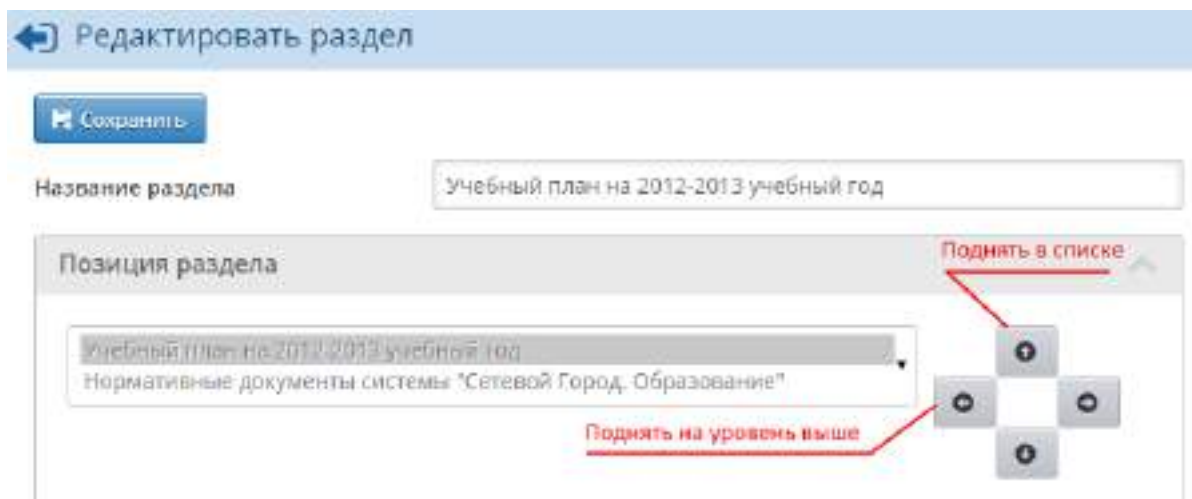 Редактировать раздел
Сохранить
Название раздела
Учебный план на 2012-2013 учебный год
Позиция раздела
Поднять в списке
Учебный план на 2012-2013 учебный год
Нормативные документы системы "Сетевой Город. Образование"
Поднять на уровень выше